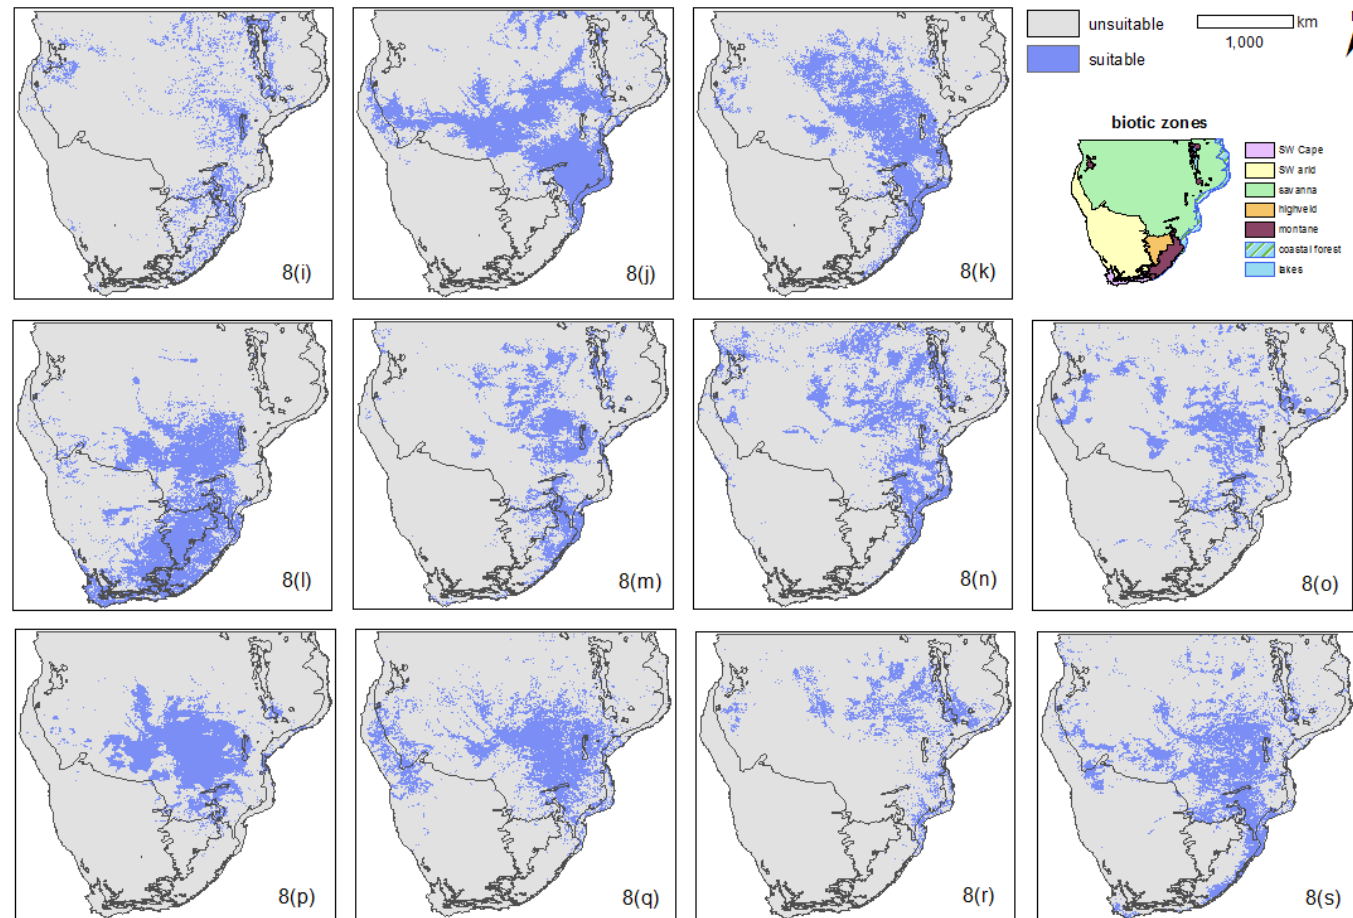 8(i)
8(j)
8(k)
unsuitable
suitable
km
1,000
biotic zones
SW Cape
SW arid
savanna
highveld
montane
coastal forest
lakes
8(l)
8(m)
8(n)
8(o)
8(p)
8(q)
8(r)
8(s)